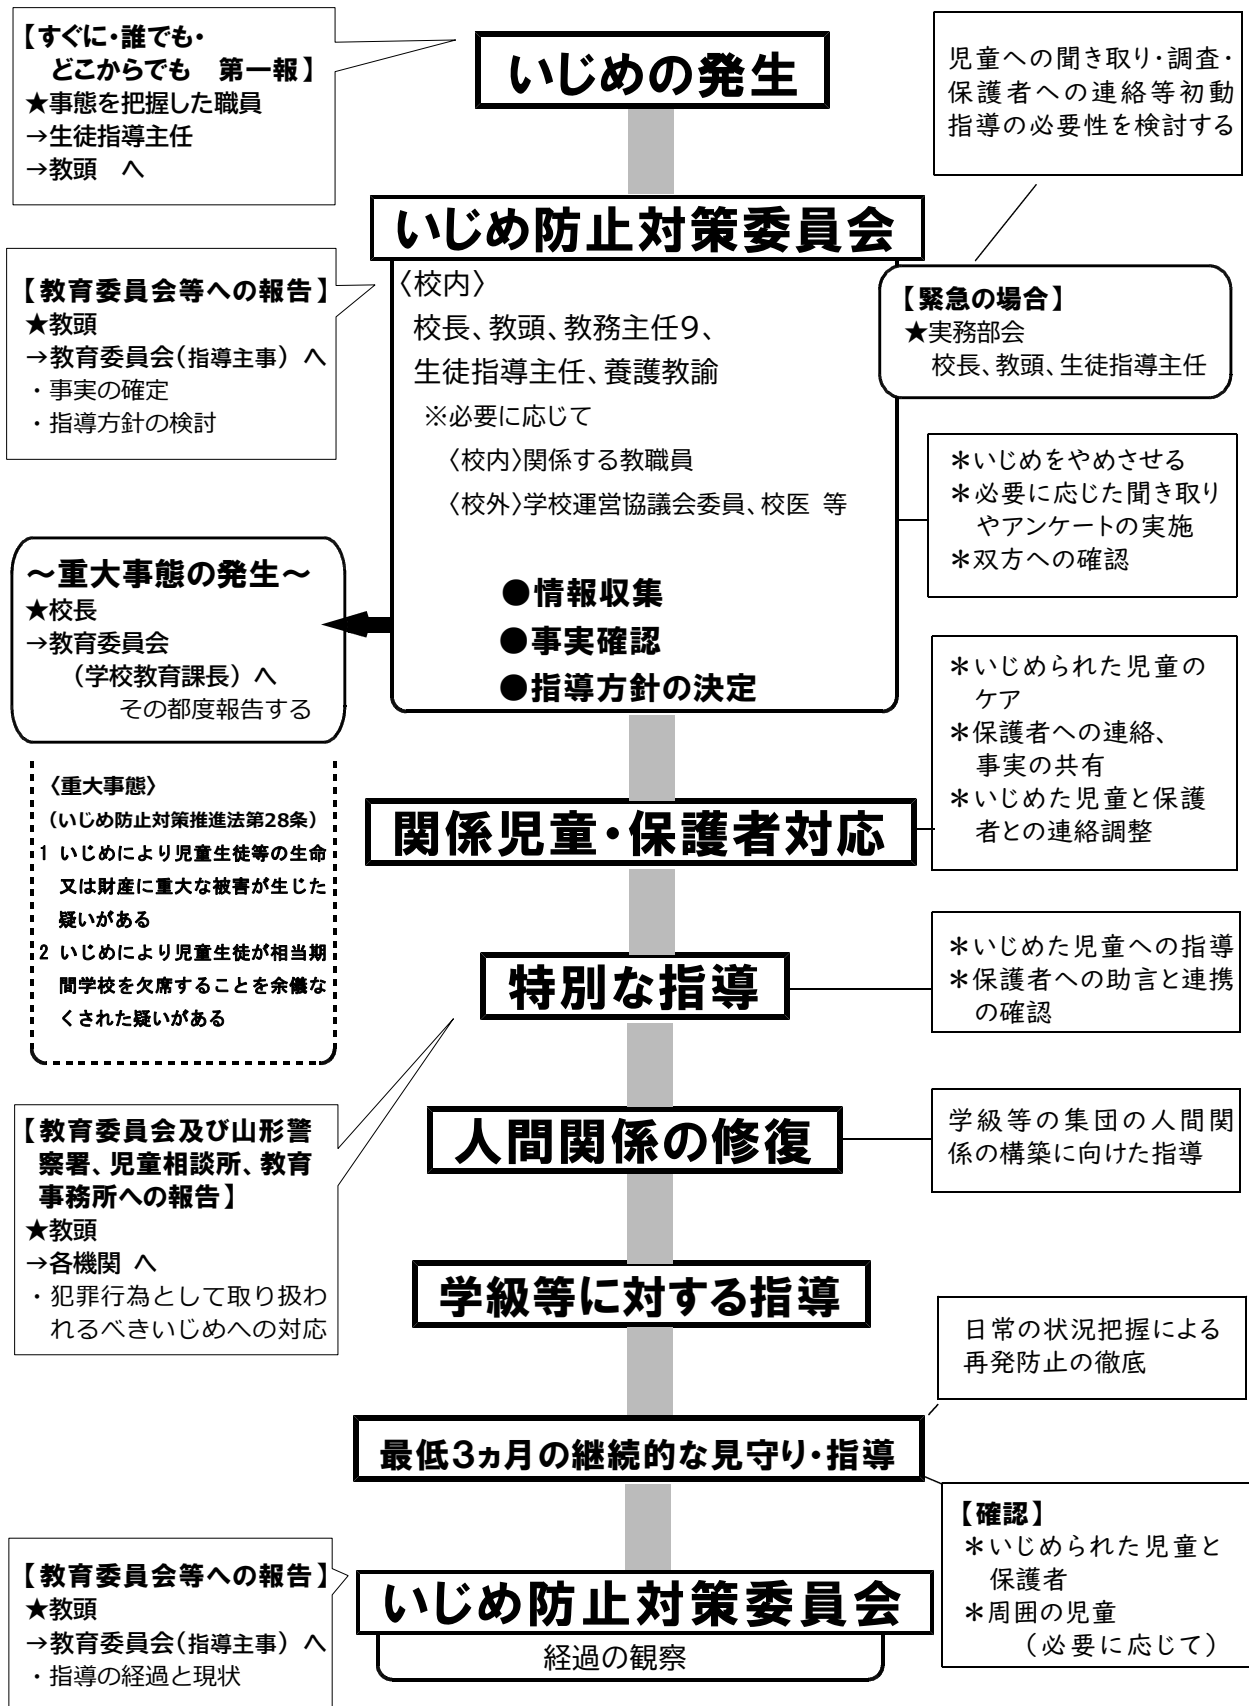 【すぐに・誰でも・
どこからでも　第一報】
★事態を把握した職員
→生徒指導主任
→教頭　へ
いじめの発生
児童への聞き取り・調査・
保護者への連絡等初動
指導の必要性を検討する
いじめ防止対策委員会
〈校内〉
校長、教頭、教務主任９、
生徒指導主任、養護教諭
※必要に応じて
〈校内〉関係する教職員
〈校外〉学校運営協議会委員、校医 等
●情報収集
●事実確認
●指導方針の決定
【教育委員会等への報告】
★教頭
→教育委員会(指導主事) へ
・事実の確定
・指導方針の検討
【緊急の場合】
★実務部会
校長、教頭、生徒指導主任
＊いじめをやめさせる
＊必要に応じた聞き取り
やアンケートの実施
＊双方への確認
～重大事態の発生～
★校長
→教育委員会
(学校教育課長) へ
その都度報告する
〈重大事態〉
(いじめ防止対策推進法第28条)
1 いじめにより児童生徒等の生命
又は財産に重大な被害が生じた
疑いがある
2 いじめにより児童生徒が相当期
間学校を欠席することを余儀な
くされた疑いがある
関係児童・保護者対応
＊いじめられた児童の
ケア
＊保護者への連絡、
事実の共有
＊いじめた児童と保護
者との連絡調整
特別な指導
＊いじめた児童への指導
＊保護者への助言と連携
の確認
【教育委員会及び山形警
察署、児童相談所、教育
事務所への報告】
★教頭
→各機関 へ
・犯罪行為として取り扱わ
れるべきいじめへの対応
人間関係の修復
学級等の集団の人間関
係の構築に向けた指導
学級等に対する指導
日常の状況把握による
再発防止の徹底
最低３ヵ月の継続的な見守り・指導
【確認】
＊いじめられた児童と
保護者
＊周囲の児童
(必要に応じて)
【教育委員会等への報告】
★教頭
→教育委員会(指導主事) へ
・指導の経過と現状
いじめ防止対策委員会
経過の観察